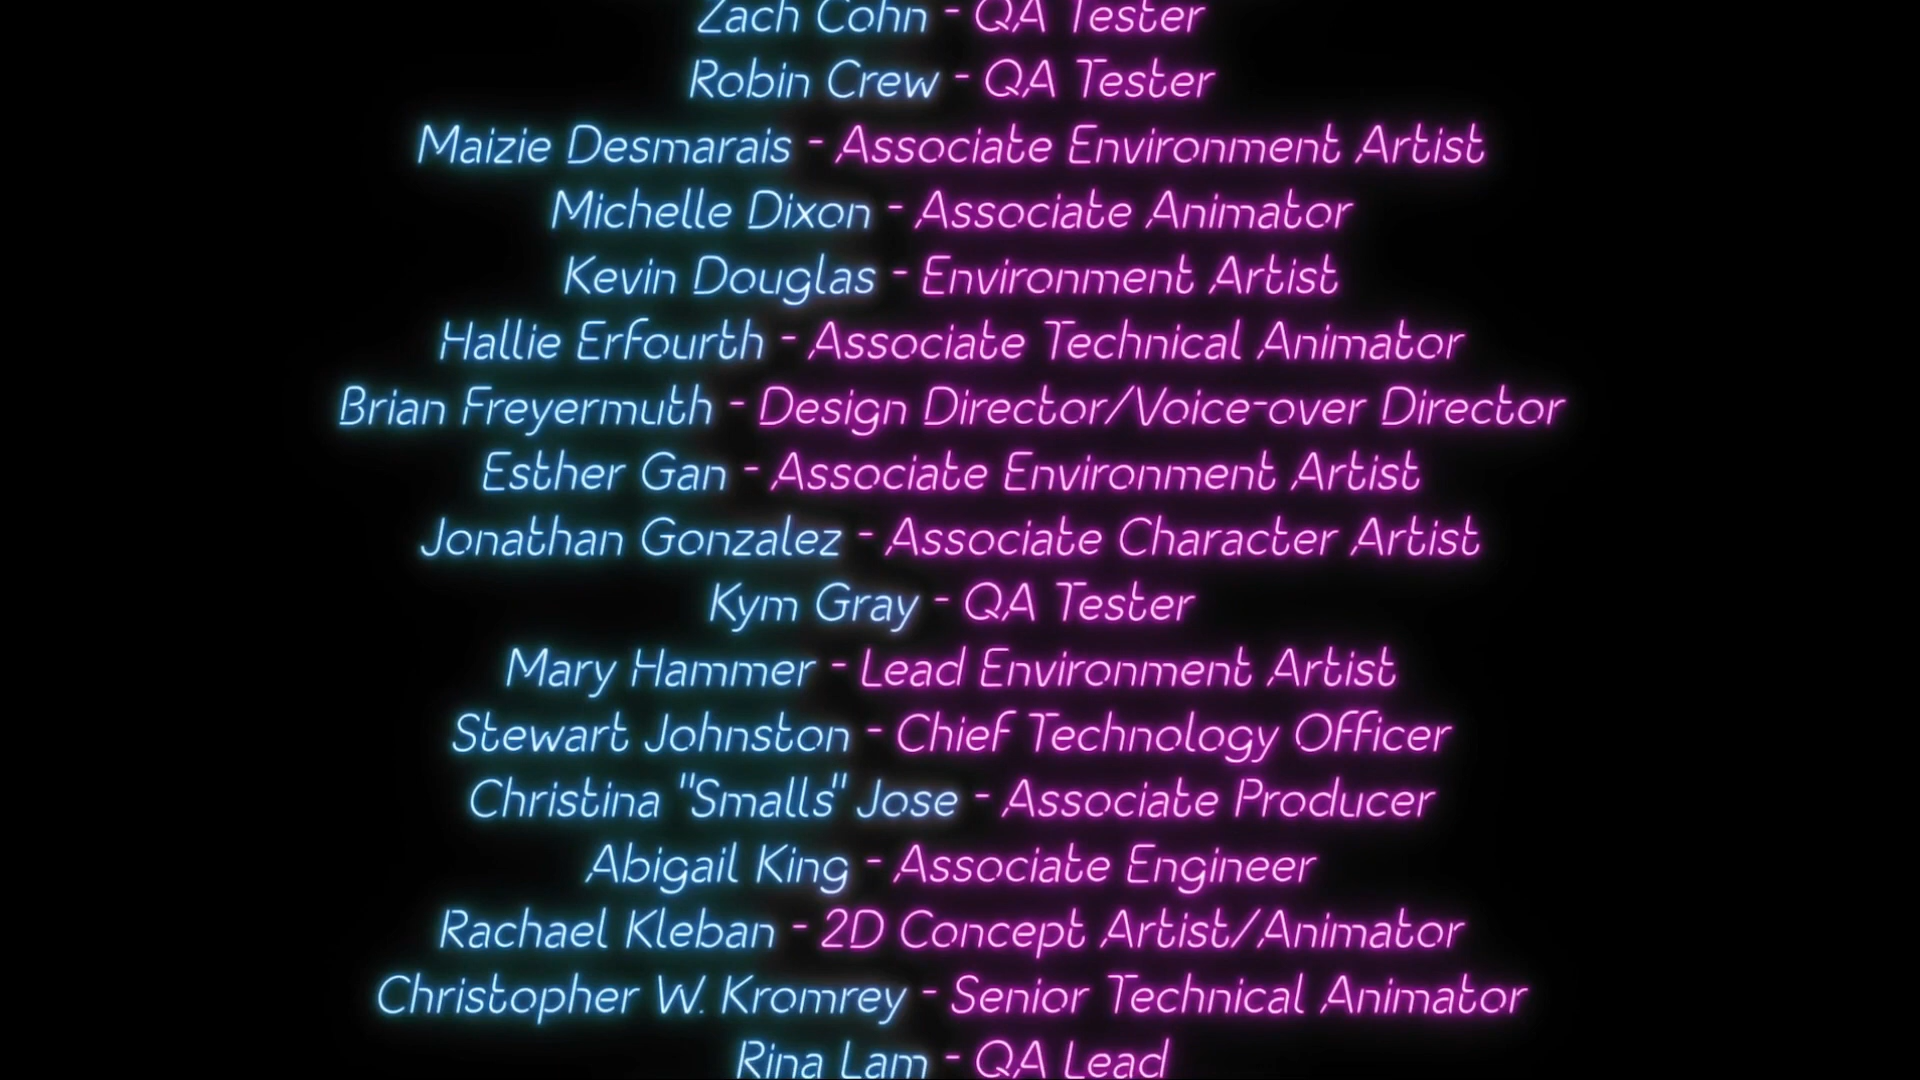 Zach Cohn - QA Tester
Robin Crew - QA Tester
Maizie Desmarais - Associate Environment Artist
Michelle Dixon - Associate Animator
Kevin Douglas - Environment Artist
Hallie Erfourth - Associate Technical Animator
Brian Freyermuth - Design Director/Voice-over Director
Esther Gan - Associate Environment Artist
Jonathan Gonzalez - Associate Character Artist
Kym Gray - QA Tester
Mary Hammer - Lead Environment Artist
Stewart Johnston - Chief Technology Officer
Christina "Smalls" Jose - Associate Producer
Abigail King - Associate Engineer
Rachael Kleban - 2D Concept Artist/Animator
Christopher W. Kromrey - Senior Technical Animator
Rina Lam - QA Lead